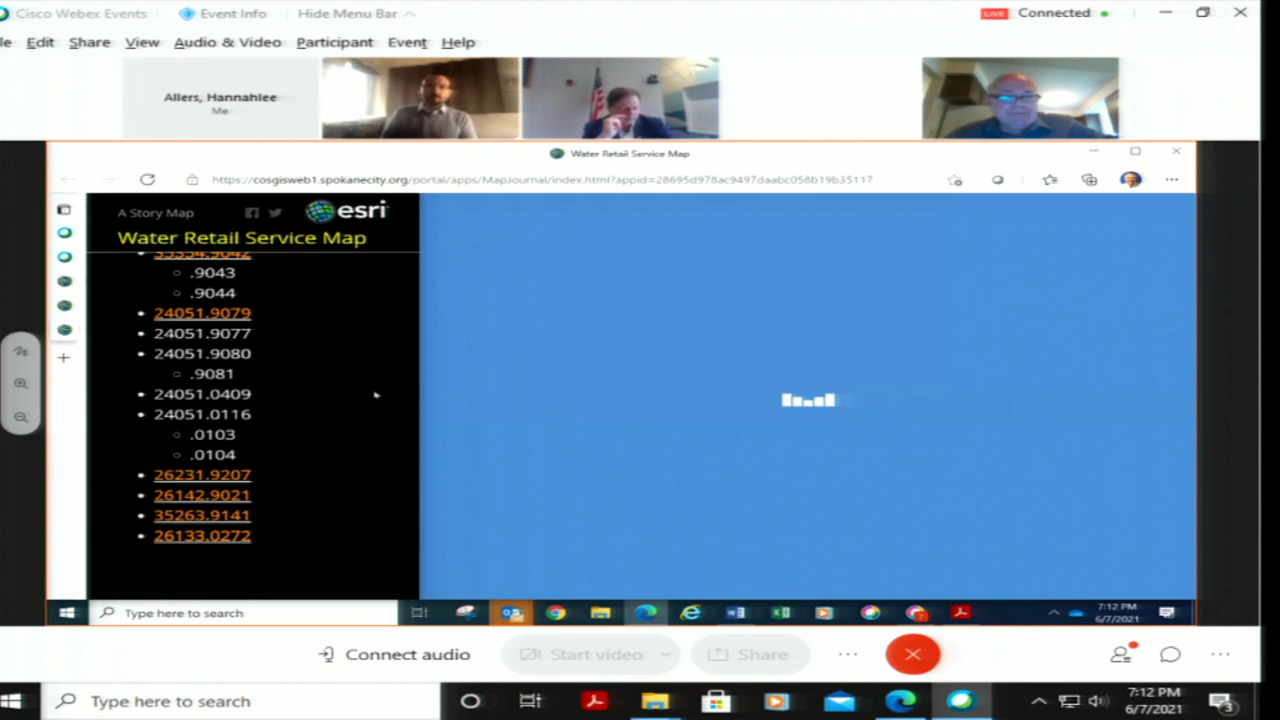 Cisco Webex Events
Event Info
Hide Menu Bar
LIVE
Connected
le Edit Share View Audio & Video Participant Event Help
Allers, Hannahlee
Me
Water Retail Service Map
https://cosgisweb1.spokanecity.org/portal/apps/MapJournal/index.html?appid=28695d978ac9497daabc058b19b35117
A Story Map
esri
Water Retail Service Map
35354.9042
.9043
.9044
24051.9079
24051.9077
24051.9080
.9081
24051.0409
24051.0116
.0103
.0104
26231.9207
26142.9021
35263.9141
26133.0272
Type here to search
7:12 PM
6/7/2021
Connect audio
Start video
Share
Type here to search
7:12 PM
6/7/2021
3